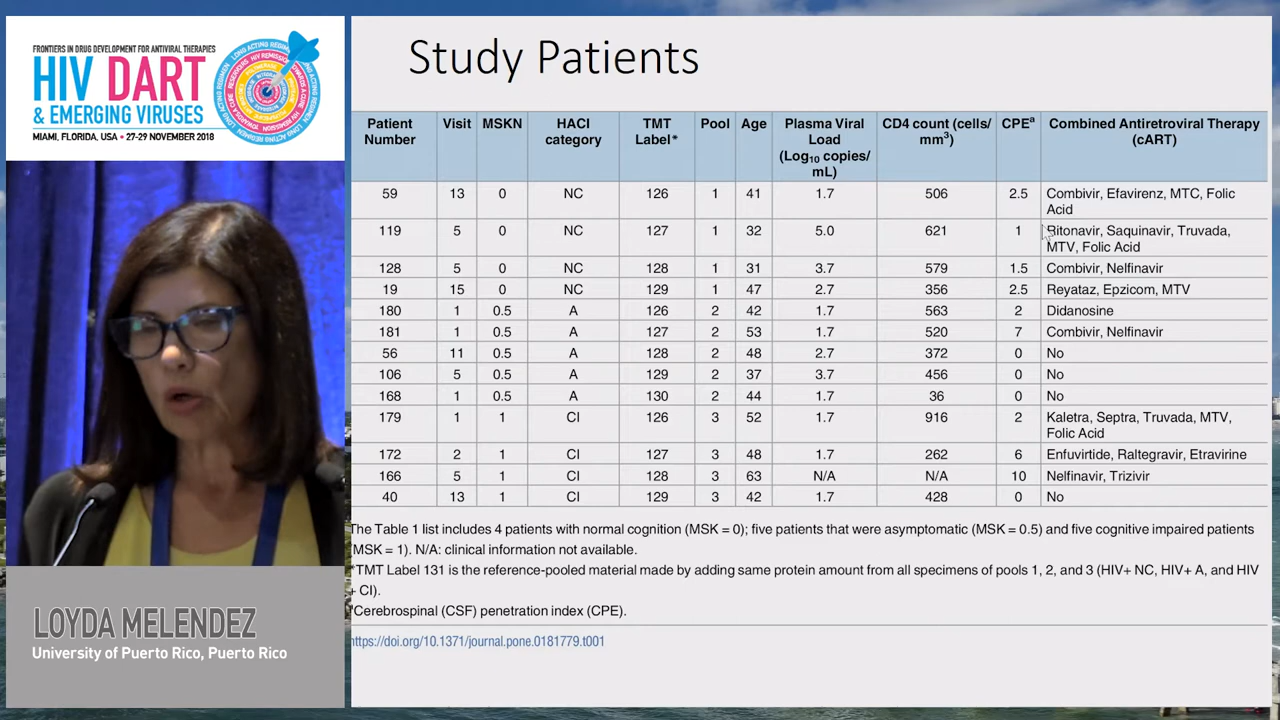 FRONTIERS IN DRUG DEVELOPMENT FOR ANTIVIRAL THERAPIES
HIV DART
& EMERGING VIRUSES
MIAMI, FLORIDA, USA • 27-29 NOVEMBER 2018
Study Patients
Patient Number Visit MSKN HACI category TMT Label* Pool Age Plasma Viral Load (Log10 copies/mL) CD4 count (cells/mm3) CPEa Combined Antiretroviral Therapy (cART)
59 13 0 NC 126 1 41 1.7 506 2.5 Combivir, Efavirenz, MTC, Folic Acid
119 5 0 NC 127 1 32 5.0 621 1 Ritonavir, Saquinavir, Truvada, MTV, Folic Acid
128 5 0 NC 128 1 31 3.7 579 1.5 Combivir, Nelfinavir
19 15 0 NC 129 1 47 2.7 356 2.5 Reyataz, Epzicom, MTV
180 1 0.5 A 126 2 42 1.7 563 2 Didanosine
181 1 0.5 A 127 2 53 1.7 520 7 Combivir, Nelfinavir
56 11 0.5 A 128 2 48 2.7 372 0 No
106 5 0.5 A 129 2 37 3.7 456 0 No
168 1 0.5 A 130 2 44 1.7 36 0 No
179 1 1 CI 126 3 52 1.7 916 2 Kaletra, Septra, Truvada, MTV, Folic Acid
172 2 1 CI 127 3 48 1.7 262 6 Enfuvirtide, Raltegravir, Etravirine
166 5 1 CI 128 3 63 N/A N/A 10 Nelfinavir, Trizivir
40 13 1 CI 129 3 42 1.7 428 0 No
The Table 1 list includes 4 patients with normal cognition (MSK = 0); five patients that were asymptomatic (MSK = 0.5) and five cognitive impaired patients
(MSK = 1). N/A: clinical information not available.
*TMT Label 131 is the reference-pooled material made by adding same protein amount from all specimens of pools 1, 2, and 3 (HIV+ NC, HIV+ A, and HIV
+ CI).
Cerebrospinal (CSF) penetration index (CPE).
https://doi.org/10.1371/journal.pone.0181779.t001
LOYDA MELENDEZ
University of Puerto Rico, Puerto Rico